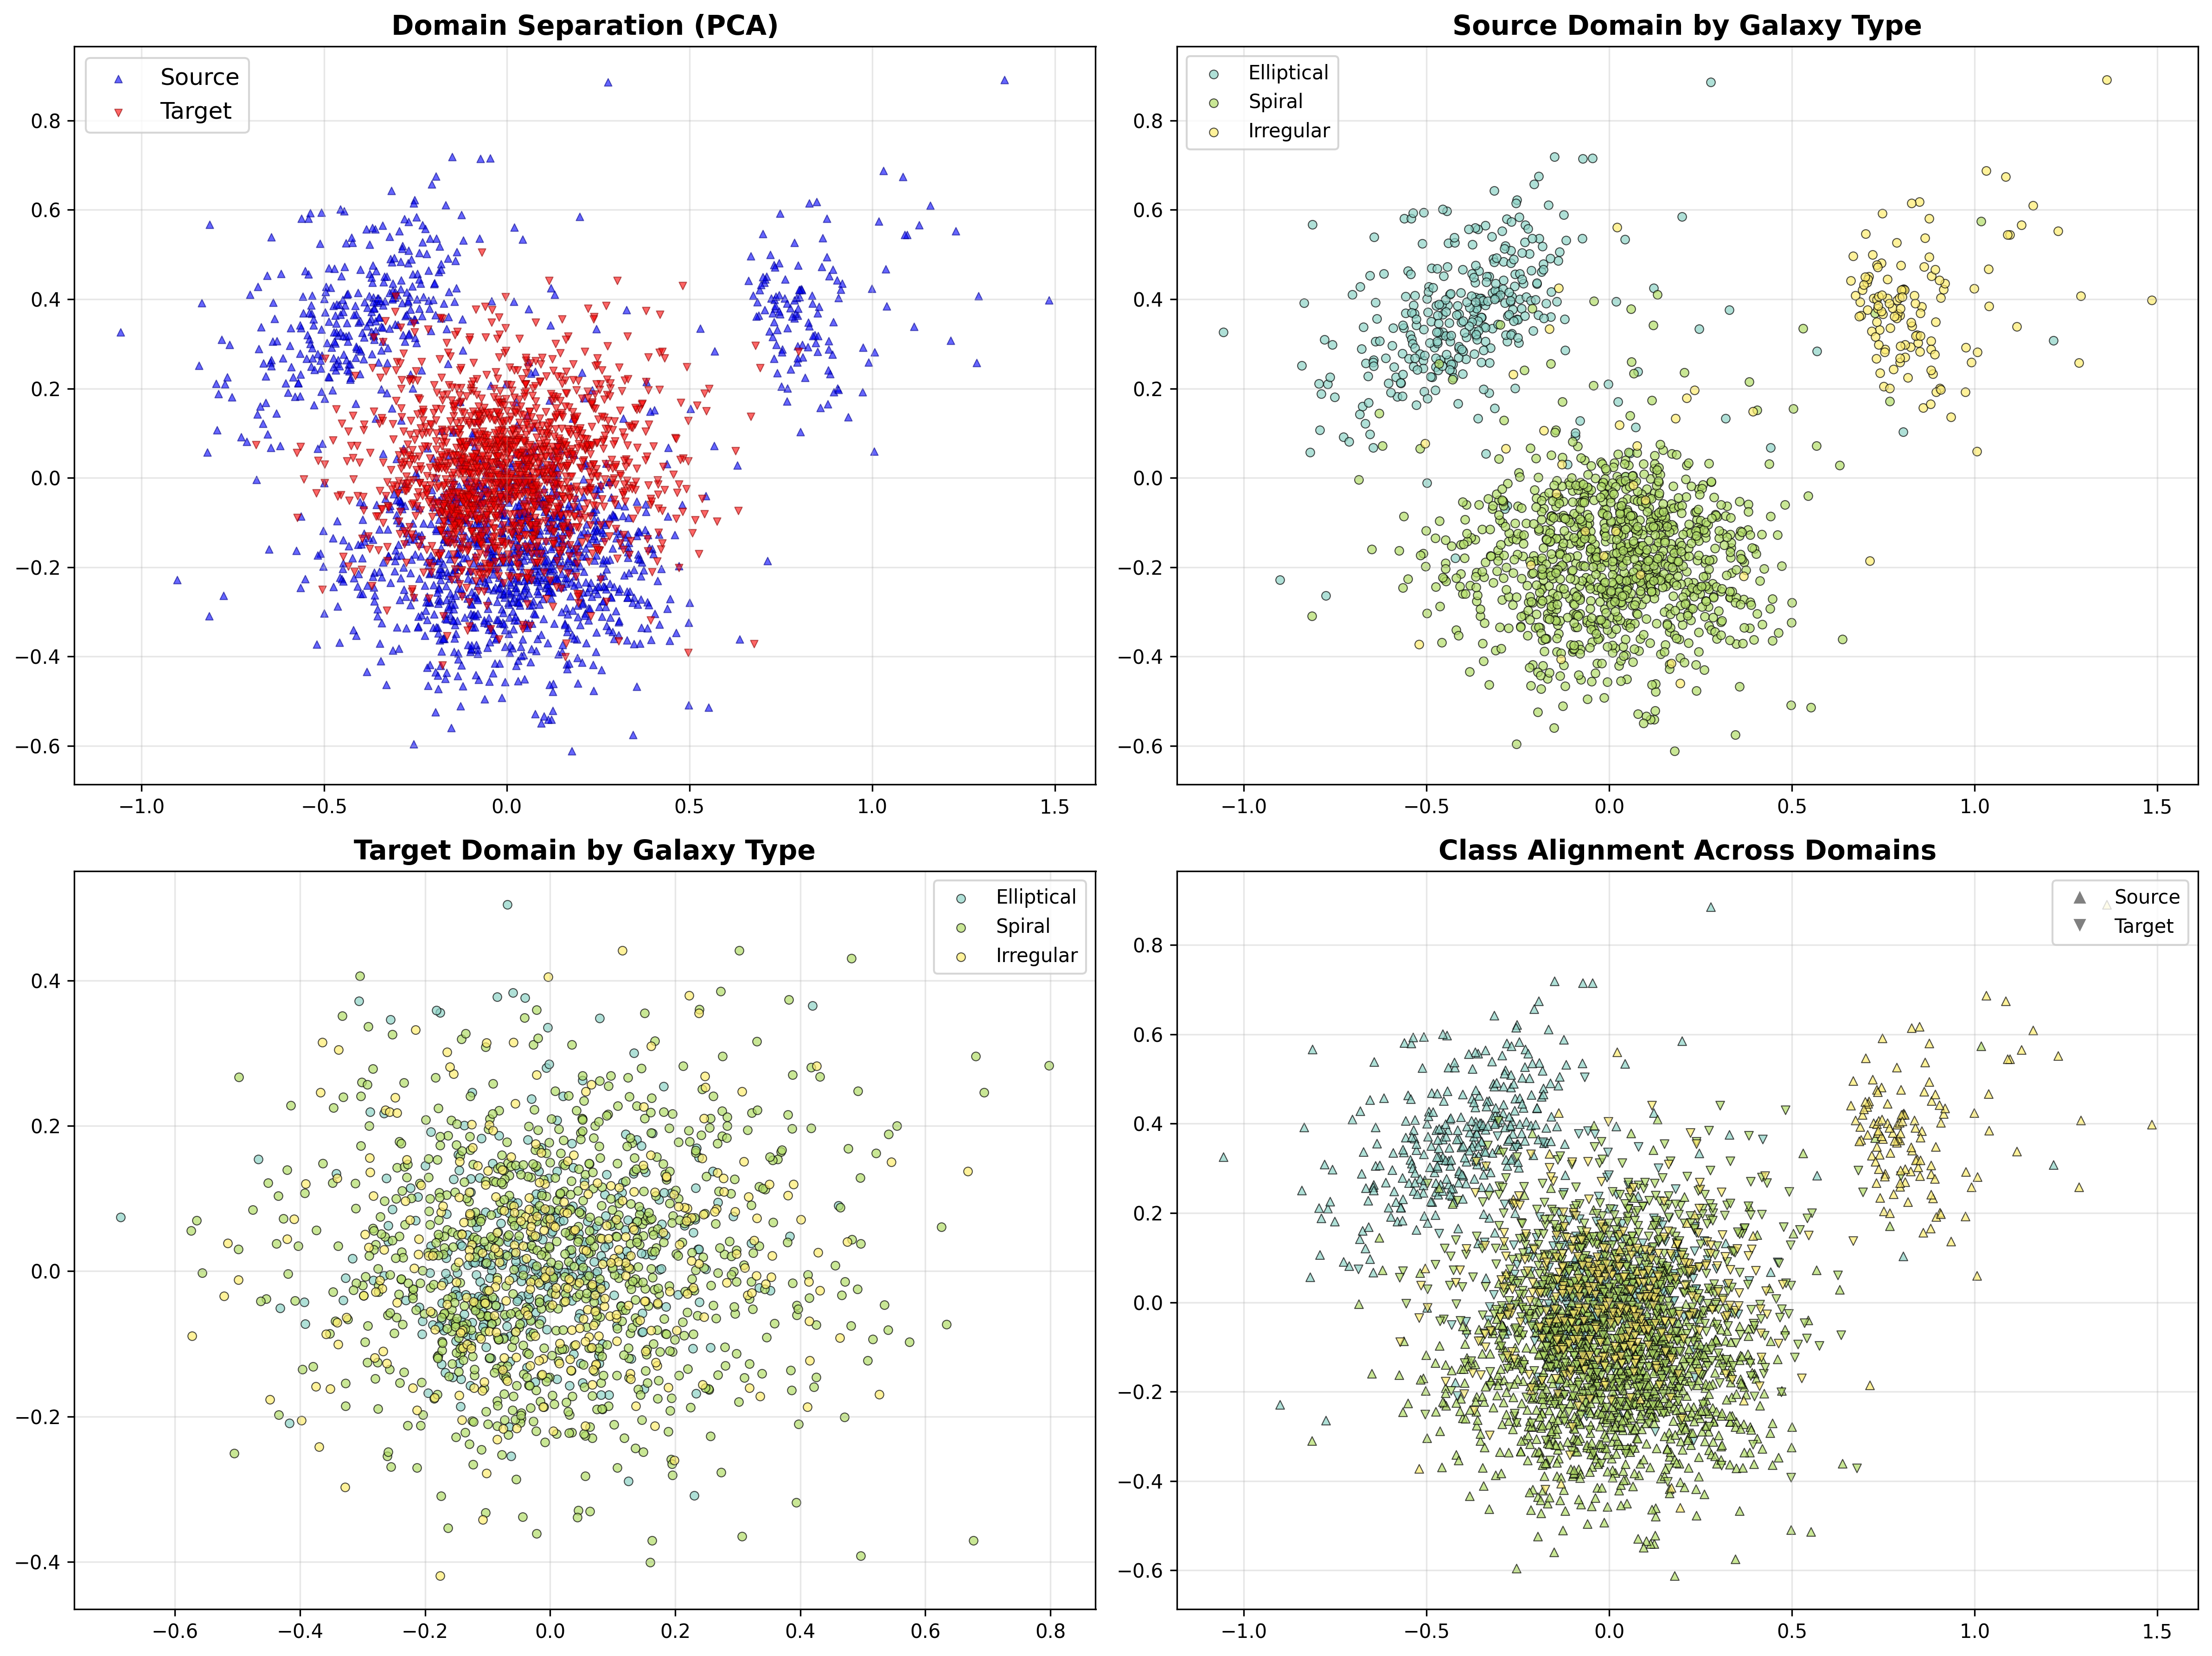 Domain Separation (PCA)
Source
Target
0.8
0.6
0.4
0.2
0.0
−0.2
−0.4
−0.6
−1.0 −0.5 0.0 0.5 1.0 1.5
Source Domain by Galaxy Type
Elliptical
Spiral
Irregular
0.8
0.6
0.4
0.2
0.0
−0.2
−0.4
−0.6
−1.0 −0.5 0.0 0.5 1.0 1.5
Target Domain by Galaxy Type
Elliptical
Spiral
Irregular
0.4
0.2
0.0
−0.2
−0.4
−0.6 −0.4 −0.2 0.0 0.2 0.4 0.6 0.8
Class Alignment Across Domains
Source
Target
0.8
0.6
0.4
0.2
0.0
−0.2
−0.4
−0.6
−1.0 −0.5 0.0 0.5 1.0 1.5